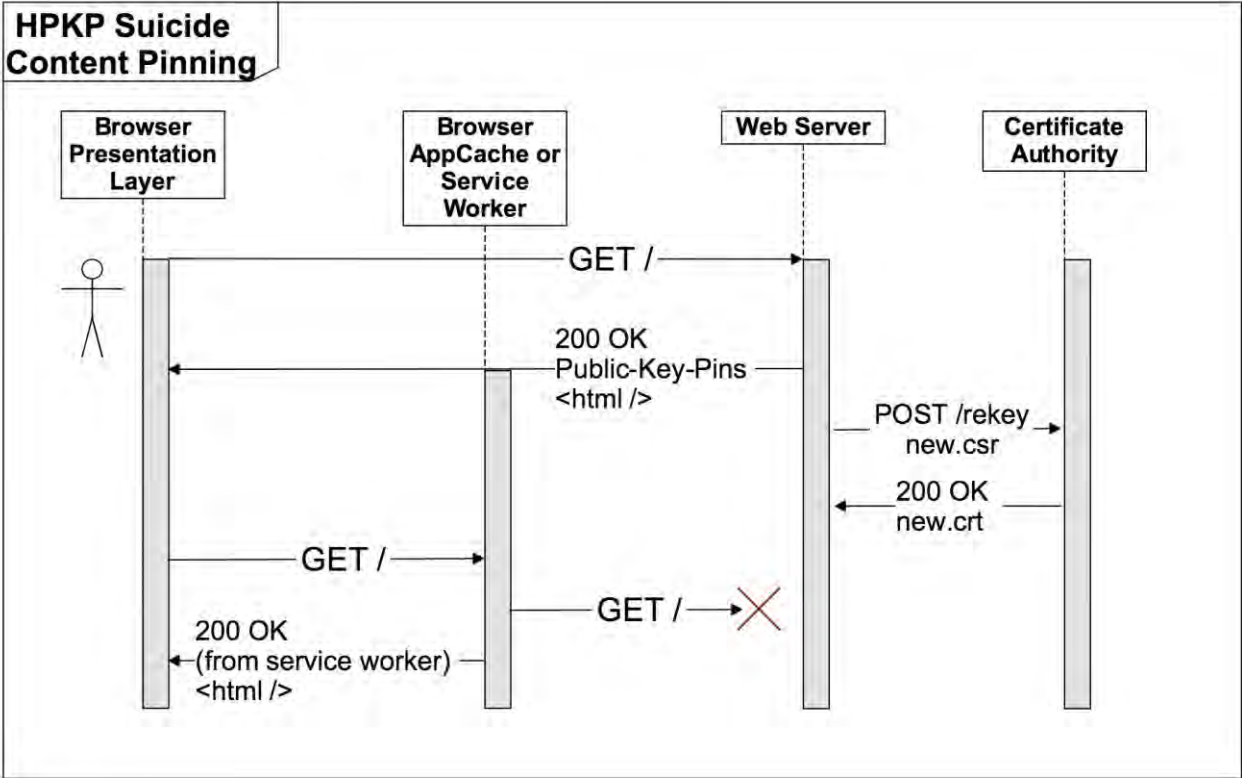 HPKP Suicide
Content Pinning
Browser
Presentation
Layer
Browser
AppCache or
Service
Worker
Web Server
Certificate
Authority
GET /
200 OK
Public-Key-Pins
<html />
POST /rekey
new.csr
200 OK
new.crt
GET /
GET /
200 OK
(from service worker)
<html />